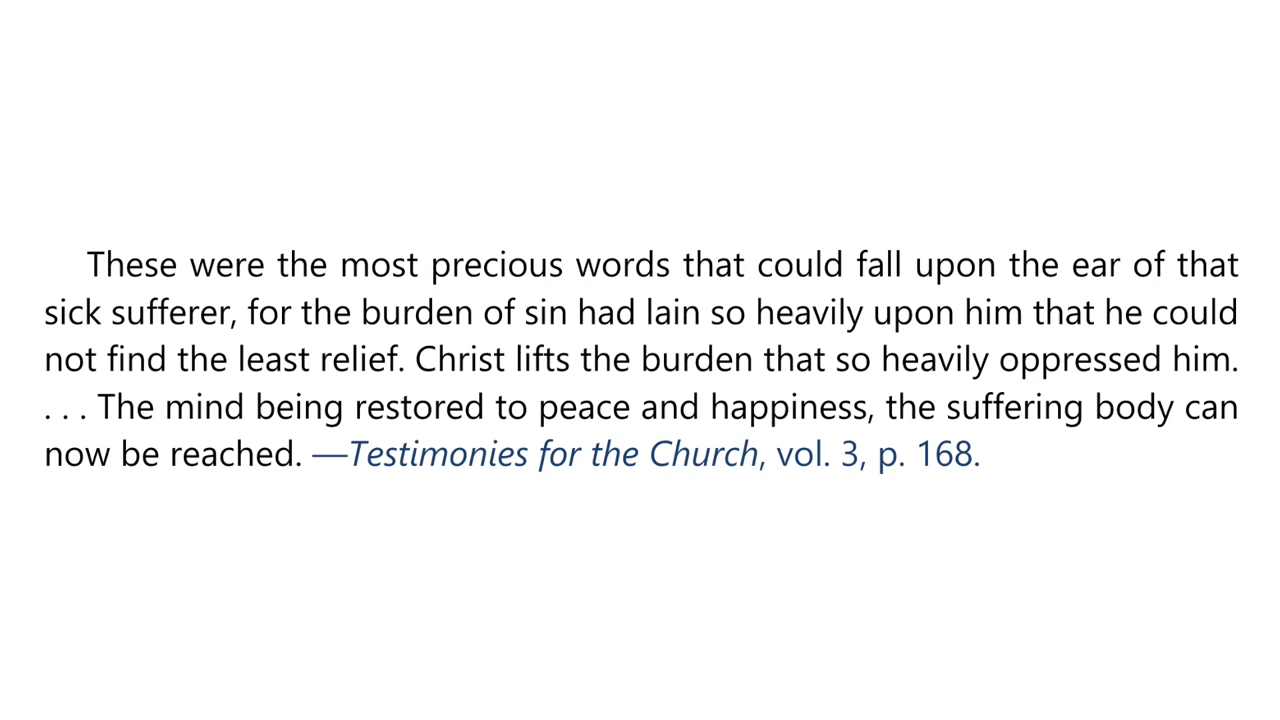 These were the most precious words that could fall upon the ear of that
sick sufferer, for the burden of sin had lain so heavily upon him that he could
not find the least relief. Christ lifts the burden that so heavily oppressed him.
. . . The mind being restored to peace and happiness, the suffering body can
now be reached. —Testimonies for the Church, vol. 3, p. 168.